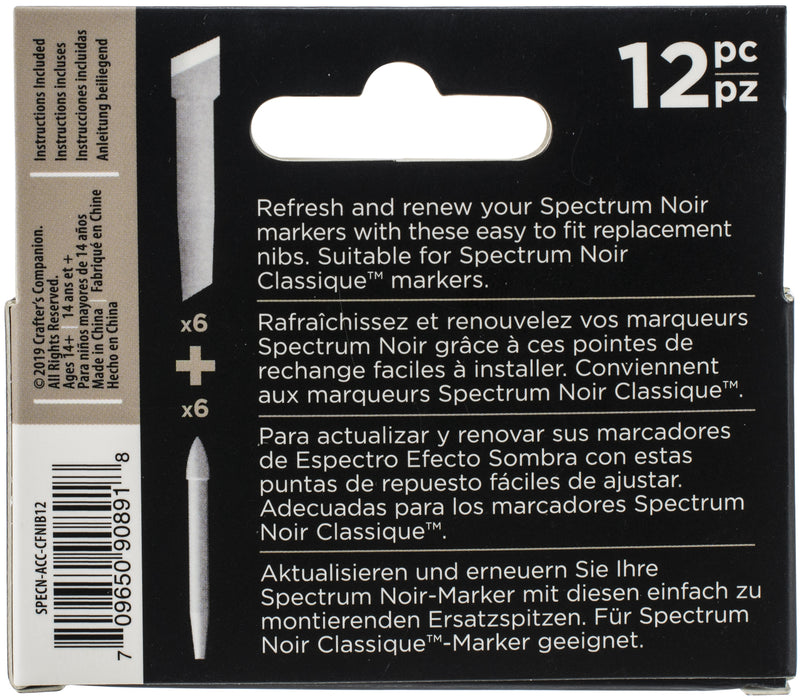 Instructions Included
Instructions incluses
Instrucciones incluidas
Anleitung beiliegend
©2019 Crafter's Companion.
All Rights Reserved.
Ages 14+ | 14 ans et +
Para niños mayores de 14 años
Made in China | Fabriqué en Chine
Hecho en China
SPECN-ACC-CFNIB12
7 09650 90891 8
x6
+
x6
12 pc
pz
Refresh and renew your Spectrum Noir
markers with these easy to fit replacement
nibs. Suitable for Spectrum Noir
Classique™ markers.
Rafraîchissez et renouvelez vos marqueurs
Spectrum Noir grâce à ces pointes de
rechange faciles à installer. Conviennent
aux marqueurs Spectrum Noir Classique™.
Para actualizar y renovar sus marcadores
de Espectro Efecto Sombra con estas
puntas de repuesto fáciles de ajustar.
Adecuadas para los marcadores Spectrum
Noir Classique™.
Aktualisieren und erneuern Sie Ihre
Spectrum Noir-Marker mit diesen einfach zu
montierenden Ersatzspitzen. Für Spectrum
Noir Classique™-Marker geeignet.